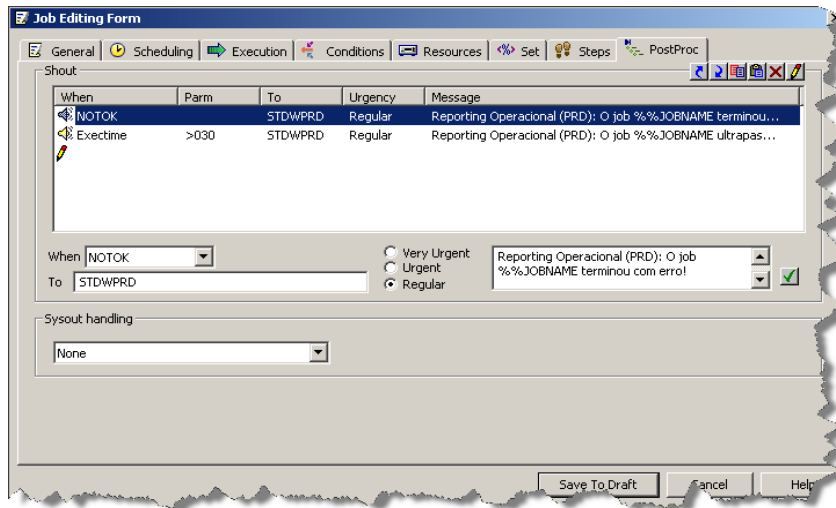 Job Editing Form
General Scheduling Execution Conditions Resources Set Steps PostProc
Shout
When Parm To Urgency Message
NOTOK STDWPRD Regular Reporting Operacional (PRD): O job %%JOBNAME terminou...
Exectime >030 STDWPRD Regular Reporting Operacional (PRD): O job %%JOBNAME ultrapas...
When NOTOK
To STDWPRD
Very Urgent
Urgent
Regular
Reporting Operacional (PRD): O job
%%JOBNAME terminou com erro!
Sysout handling
None
Save To Draft Cancel Help